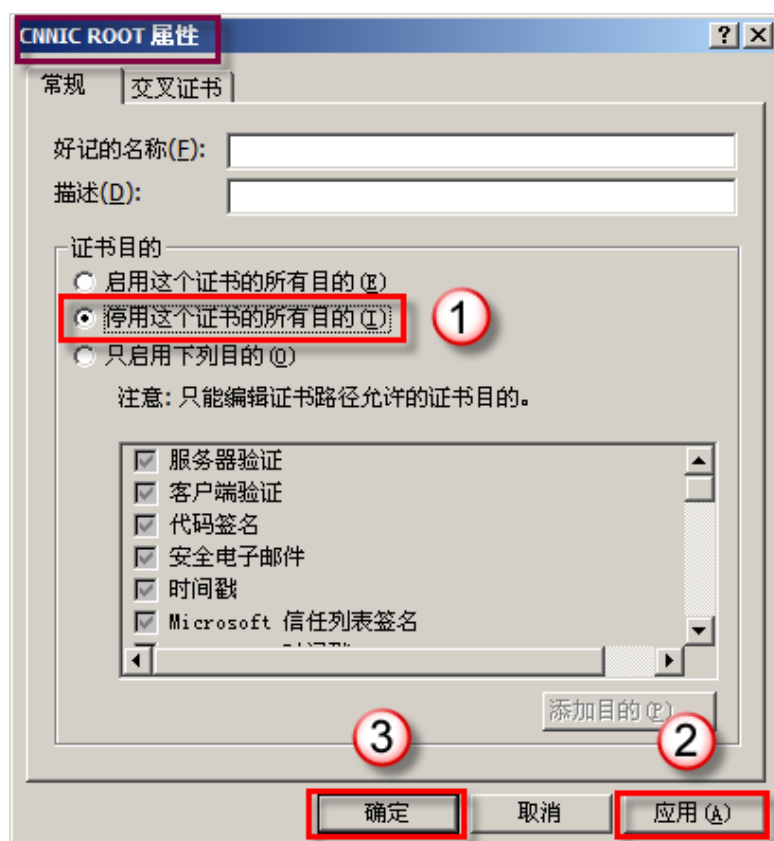 CNNIC ROOT 属性
常规 交叉证书
好记的名称(F):
描述(D):
证书目的
启用这个证书的所有目的(E)
停用这个证书的所有目的(I) 1
只启用下列目的(O)
注意: 只能编辑证书路径允许的证书目的。
服务器验证
客户端验证
代码签名
安全电子邮件
时间戳
Microsoft 信任列表签名
添加目的(P)
3 2
确定 取消 应用(A)